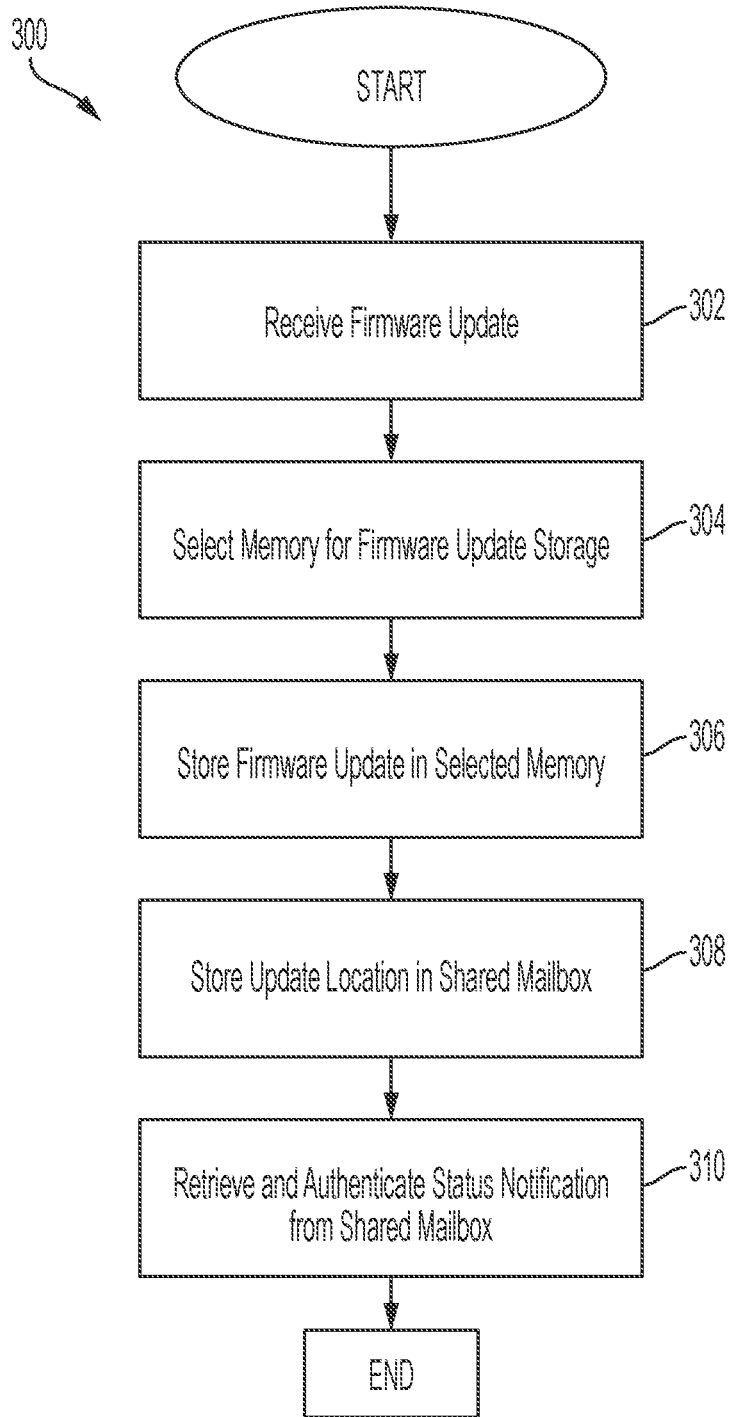 300
START
Receive Firmware Update
302
Select Memory for Firmware Update Storage
304
Store Firmware Update in Selected Memory
306
Store Update Location in Shared Mailbox
308
Retrieve and Authenticate Status Notification
from Shared Mailbox
310
END